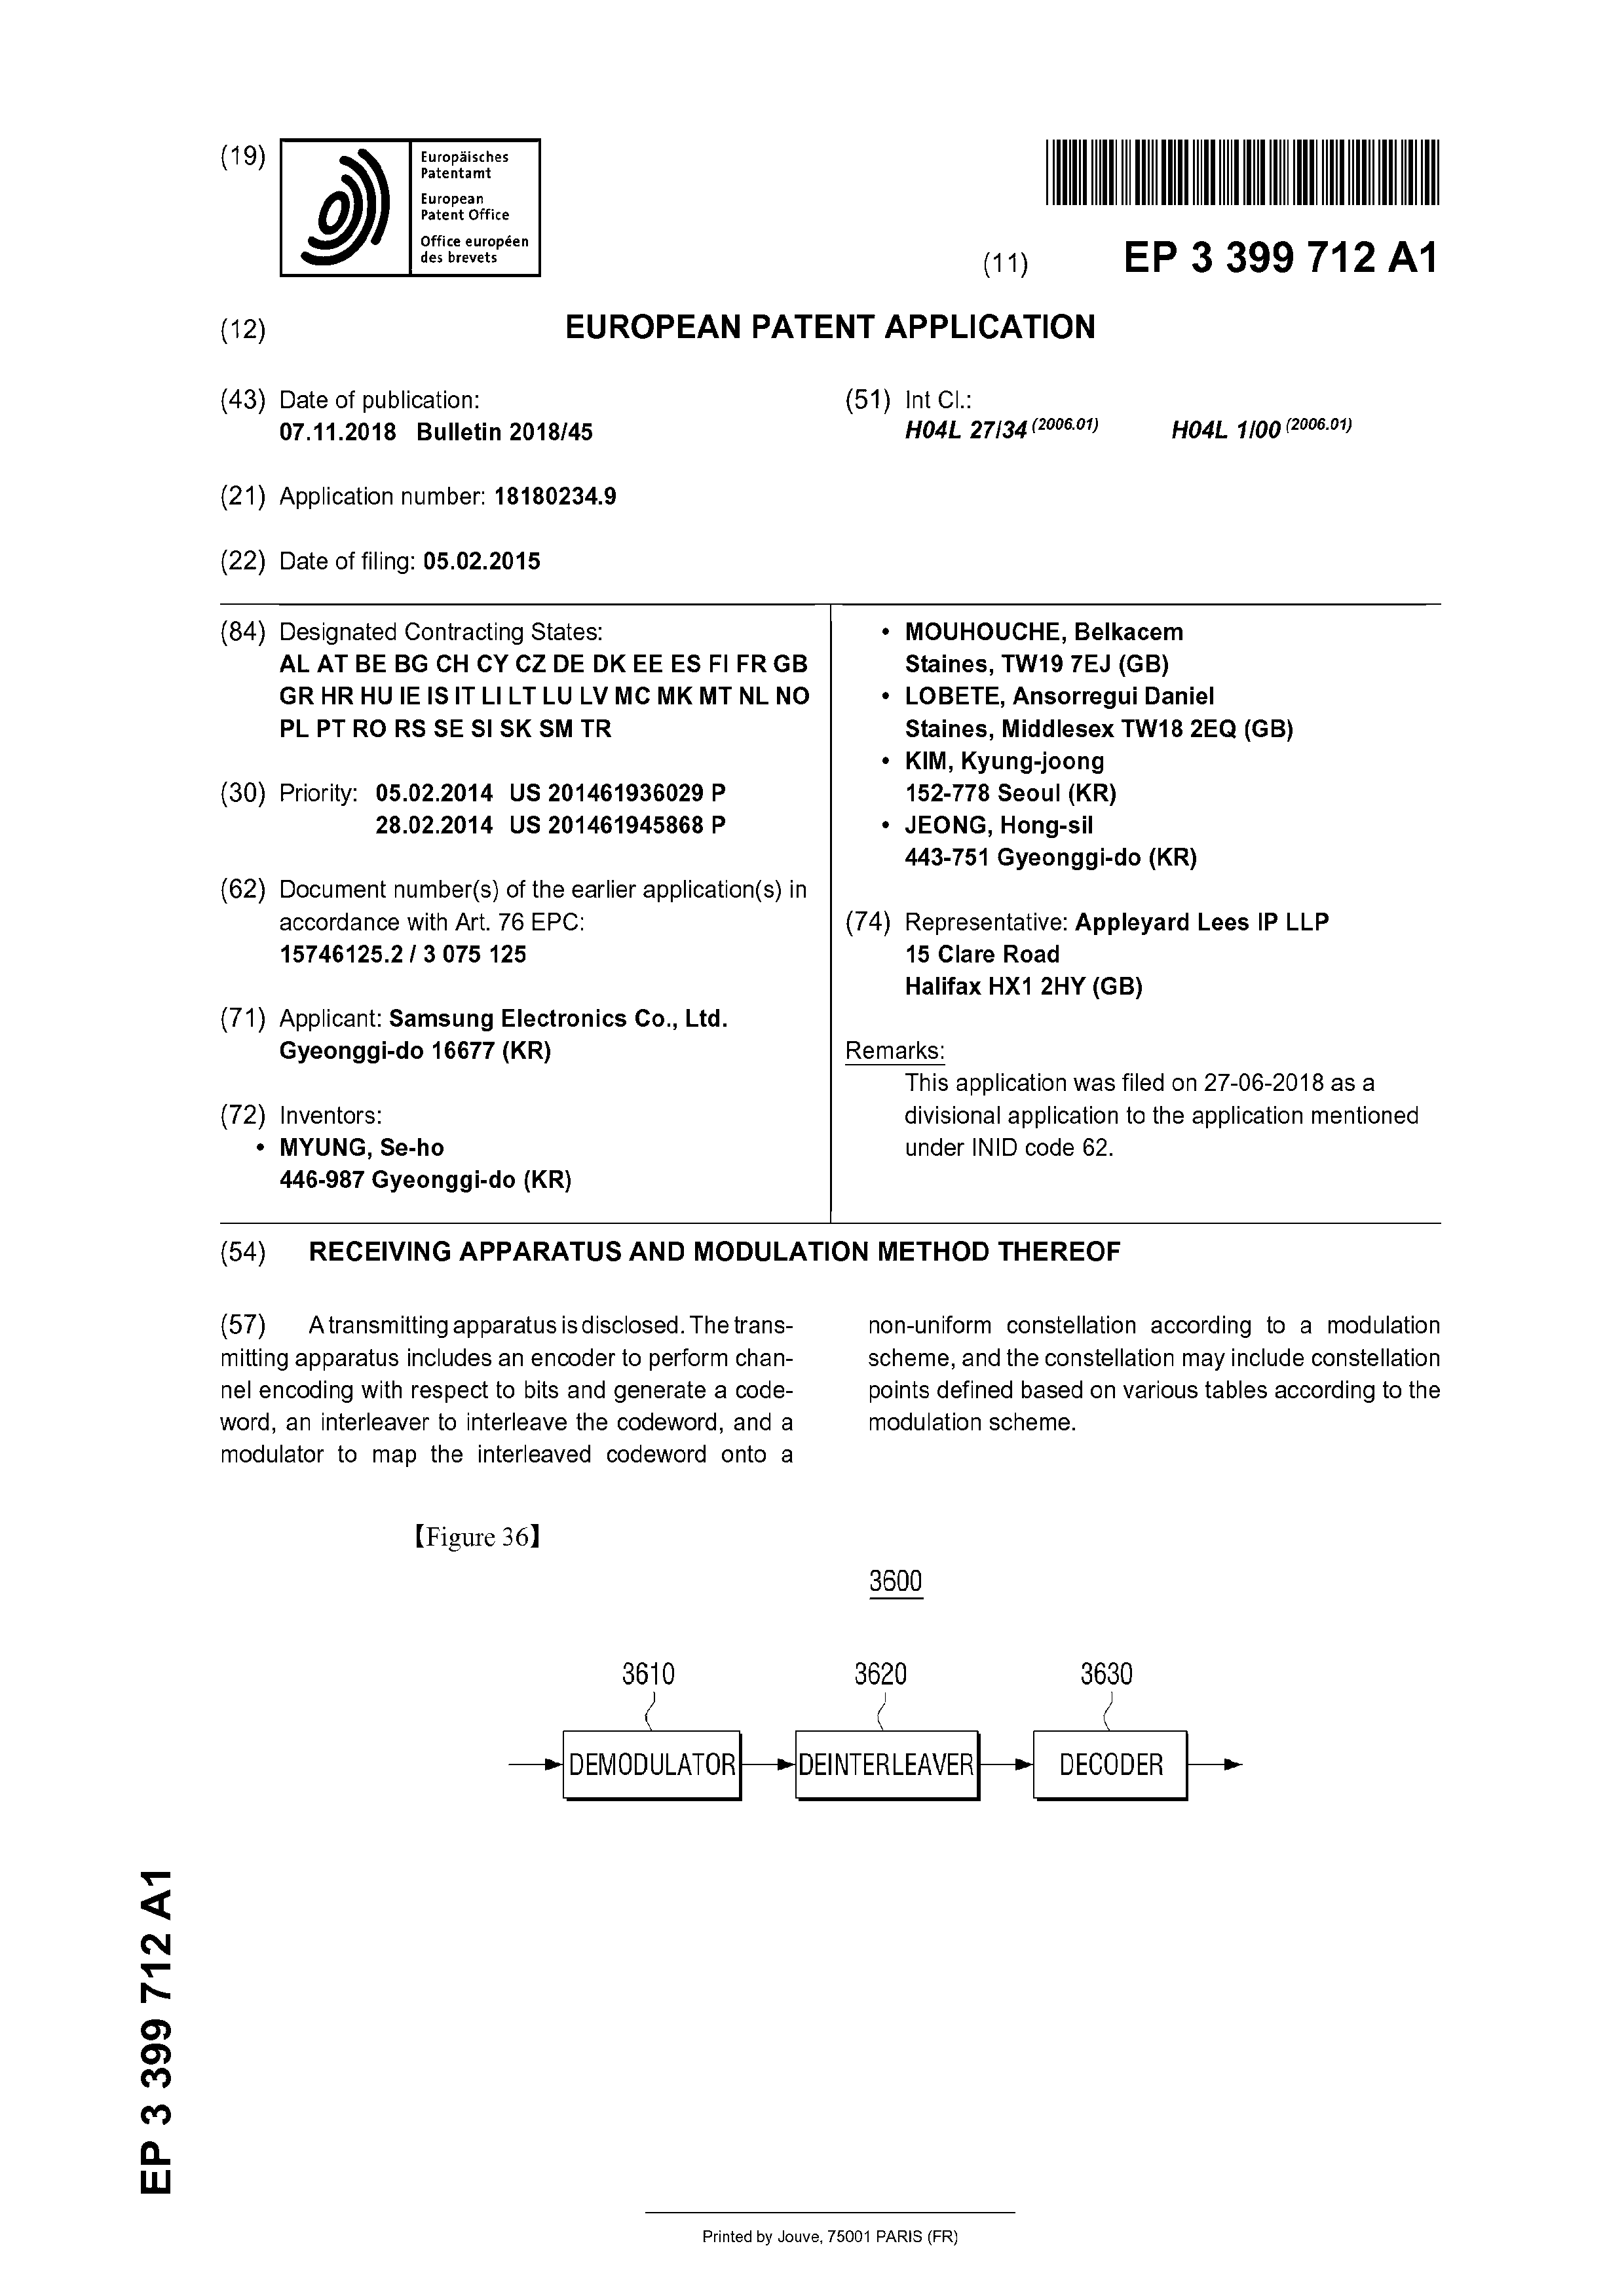 (19)
Europäisches
Patentamt
European
Patent Office
Office européen
des brevets
(11) EP 3 399 712 A1
(12) EUROPEAN PATENT APPLICATION
(43) Date of publication:
07.11.2018 Bulletin 2018/45
(21) Application number: 18180234.9
(22) Date of filing: 05.02.2015
(51) Int Cl.:
H04L 27/34 (2006.01) H04L 1/00 (2006.01)
(84) Designated Contracting States:
AL AT BE BG CH CY CZ DE DK EE ES FI FR GB
GR HR HU IE IS IT LI LT LU LV MC MK MT NL NO
PL PT RO RS SE SI SK SM TR
(30) Priority: 05.02.2014 US 201461936029 P
28.02.2014 US 201461945868 P
(62) Document number(s) of the earlier application(s) in
accordance with Art. 76 EPC:
15746125.2 / 3 075 125
(71) Applicant: Samsung Electronics Co., Ltd.
Gyeonggi-do 16677 (KR)
(72) Inventors:
• MYUNG, Se-ho
446-987 Gyeonggi-do (KR)
• MOUHOUCHE, Belkacem
Staines, TW19 7EJ (GB)
• LOBETE, Ansorregui Daniel
Staines, Middlesex TW18 2EQ (GB)
• KIM, Kyung-joong
152-778 Seoul (KR)
• JEONG, Hong-sil
443-751 Gyeonggi-do (KR)
(74) Representative: Appleyard Lees IP LLP
15 Clare Road
Halifax HX1 2HY (GB)
Remarks:
This application was filed on 27-06-2018 as a
divisional application to the application mentioned
under INID code 62.
(54) RECEIVING APPARATUS AND MODULATION METHOD THEREOF
(57) A transmitting apparatus is disclosed. The trans-
mitting apparatus includes an encoder to perform chan-
nel encoding with respect to bits and generate a code-
word, an interleaver to interleave the codeword, and a
modulator to map the interleaved codeword onto a
non-uniform constellation according to a modulation
scheme, and the constellation may include constellation
points defined based on various tables according to the
modulation scheme.
【Figure 36】
3600
3610 3620 3630
DEMODULATOR DEINTERLEAVER DECODER
EP 3 399 712 A1
Printed by Jouve, 75001 PARIS (FR)